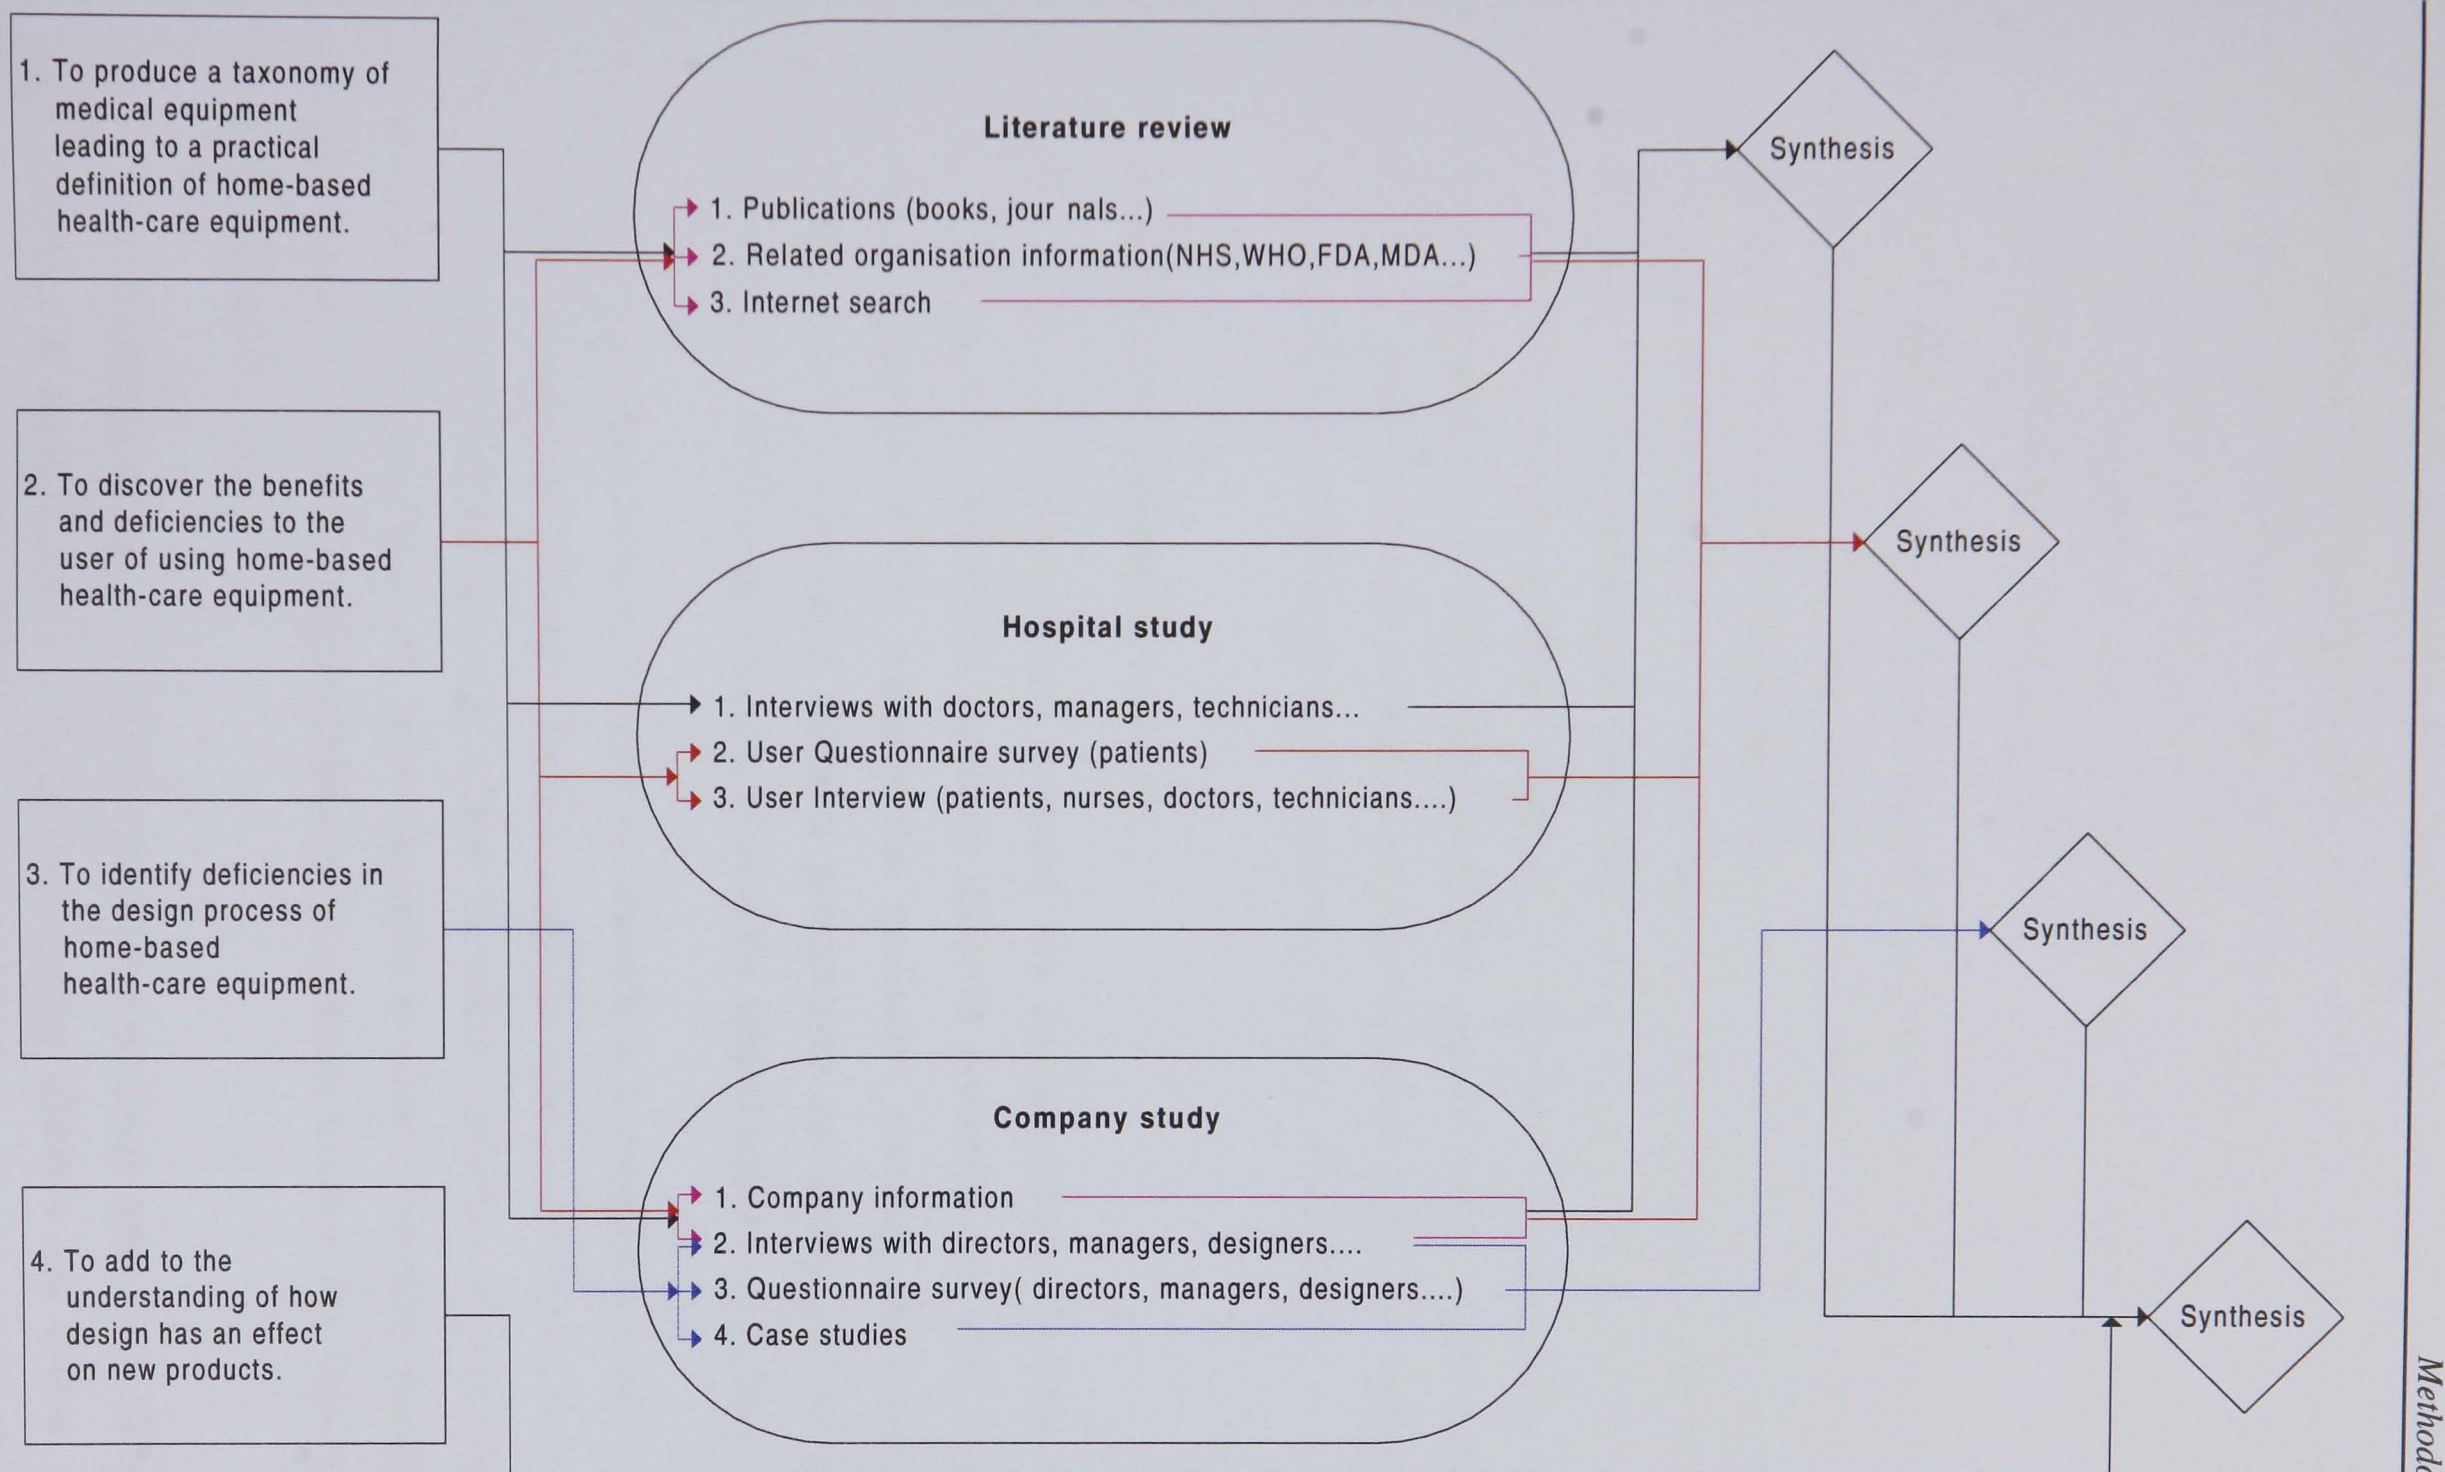 1. To produce a taxonomy of
medical equipment
leading to a practical
definition of home-based
health-care equipment.
2. To discover the benefits
and deficiencies to the
user of using home-based
health-care equipment.
3. To identify deficiencies in
the design process of
home-based
health-care equipment.
4. To add to the
understanding of how
design has an effect
on new products.
Literature review
1. Publications (books, jour nals...)
2. Related organisation information(NHS,WHO,FDA,MDA...)
3. Internet search
Hospital study
1. Interviews with doctors, managers, technicians...
2. User Questionnaire survey (patients)
3. User Interview (patients, nurses, doctors, technicians....)
Company study
1. Company information
2. Interviews with directors, managers, designers....
3. Questionnaire survey( directors, managers, designers....)
4. Case studies
Synthesis
Synthesis
Synthesis
Synthesis